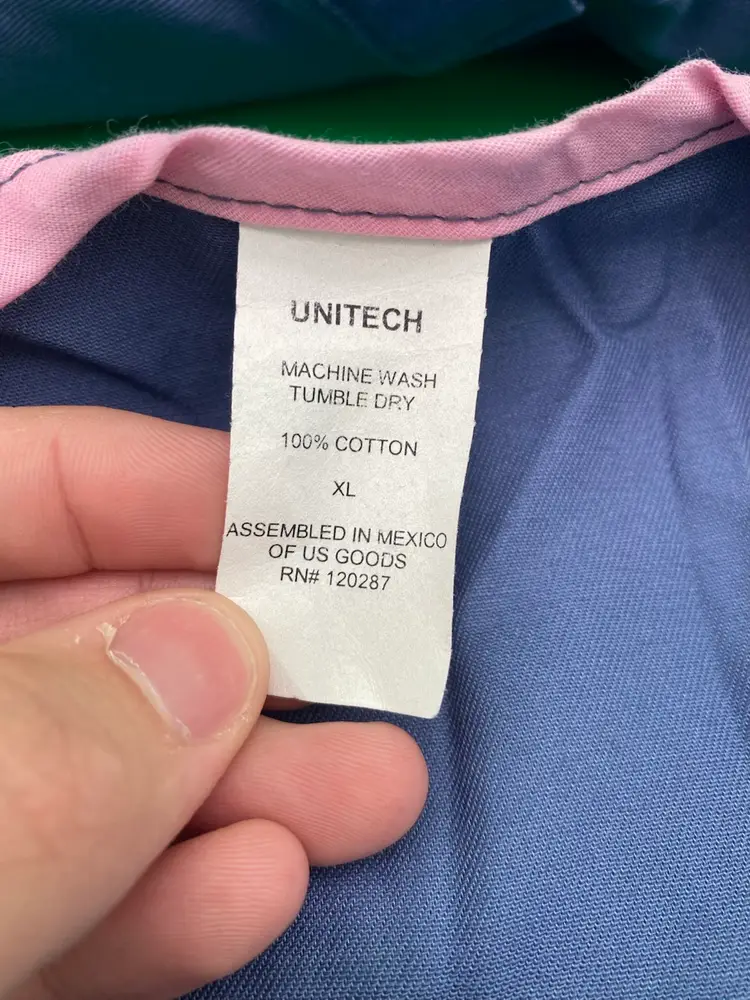 UNITECH
MACHINE WASH
TUMBLE DRY
100% COTTON
XL
ASSEMBLED IN MEXICO
OF US GOODS
RN# 120287